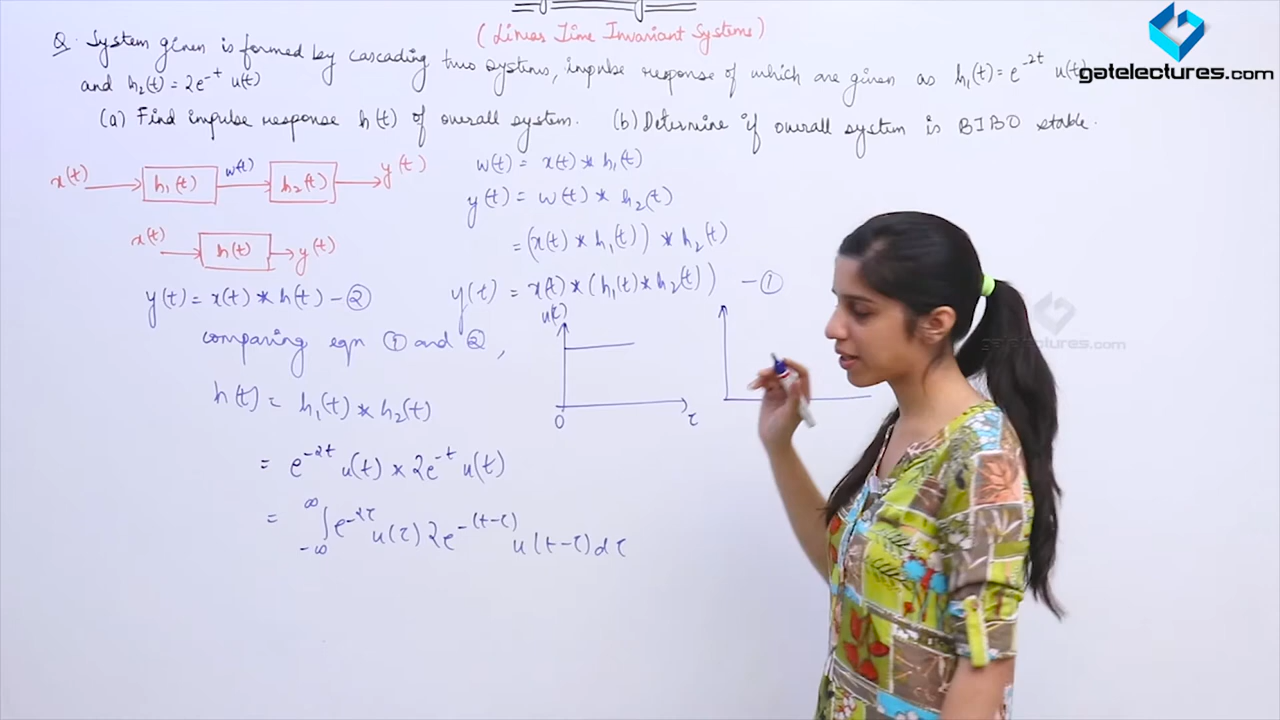 gatelectures.com
(Linear Time Invariant Systems)
Q. System given is formed by cascading two systems, impulse response of which are given as h₁(t) = e^{-2t} u(t)
and h₂(t) = 2e^{-t} u(t)
(a) Find impulse response h(t) of overall system. (b) Determine if overall system is BIBO stable.
x(t) h₁(t) w(t) h₂(t) y(t)
x(t) h(t) y(t)
y(t) = x(t) * h(t) - ②
comparing eqn ① and ②,
h(t) = h₁(t) * h₂(t)
= e^{-2t} u(t) * 2e^{-t} u(t)
= ∫_{-∞}^{∞} e^{-2τ} u(τ) 2e^{-(t-τ)} u(t-τ) dτ
w(t) = x(t) * h₁(t)
y(t) = w(t) * h₂(t)
= (x(t) * h₁(t)) * h₂(t)
y(t) = x(t) * (h₁(t) * h₂(t)) - ①
u(τ)
0 τ
gatelectures.com